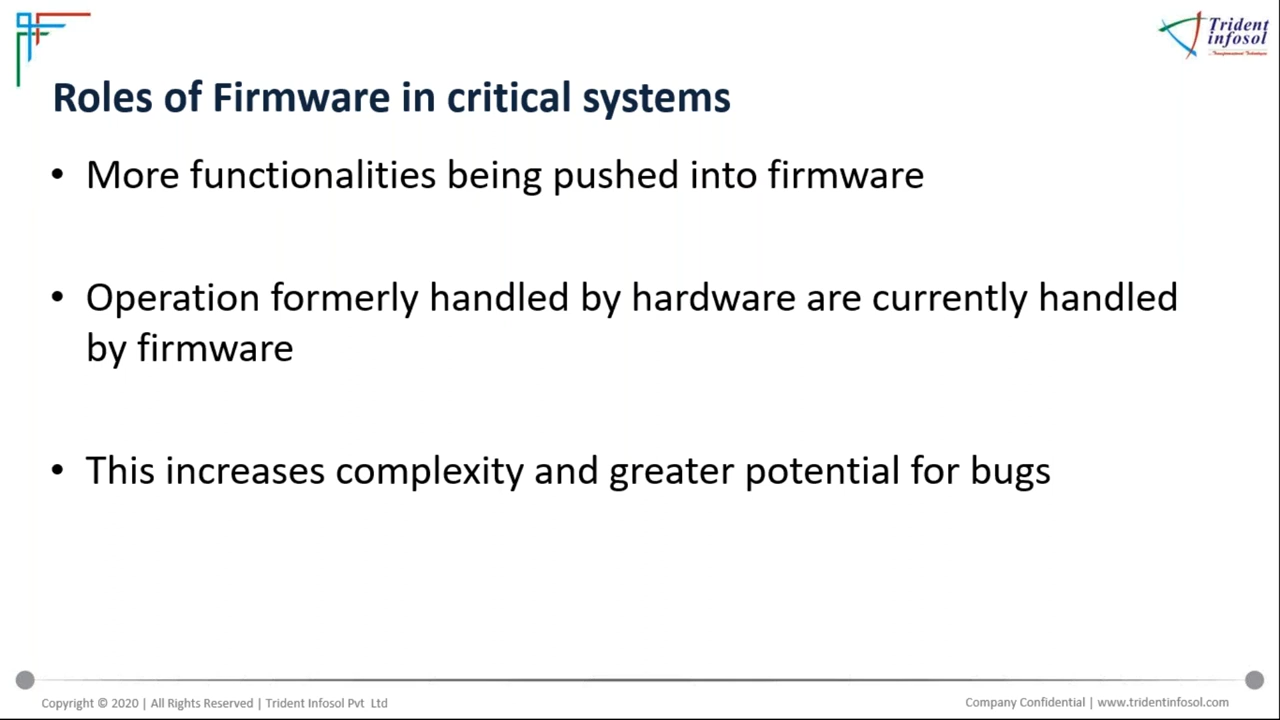 Trident
infosol
Roles of Firmware in critical systems
• More functionalities being pushed into firmware
• Operation formerly handled by hardware are currently handled
by firmware
• This increases complexity and greater potential for bugs
Copyright © 2020 | All Rights Reserved | Trident Infosol Pvt Ltd
Company Confidential | www.tridentinfosol.com